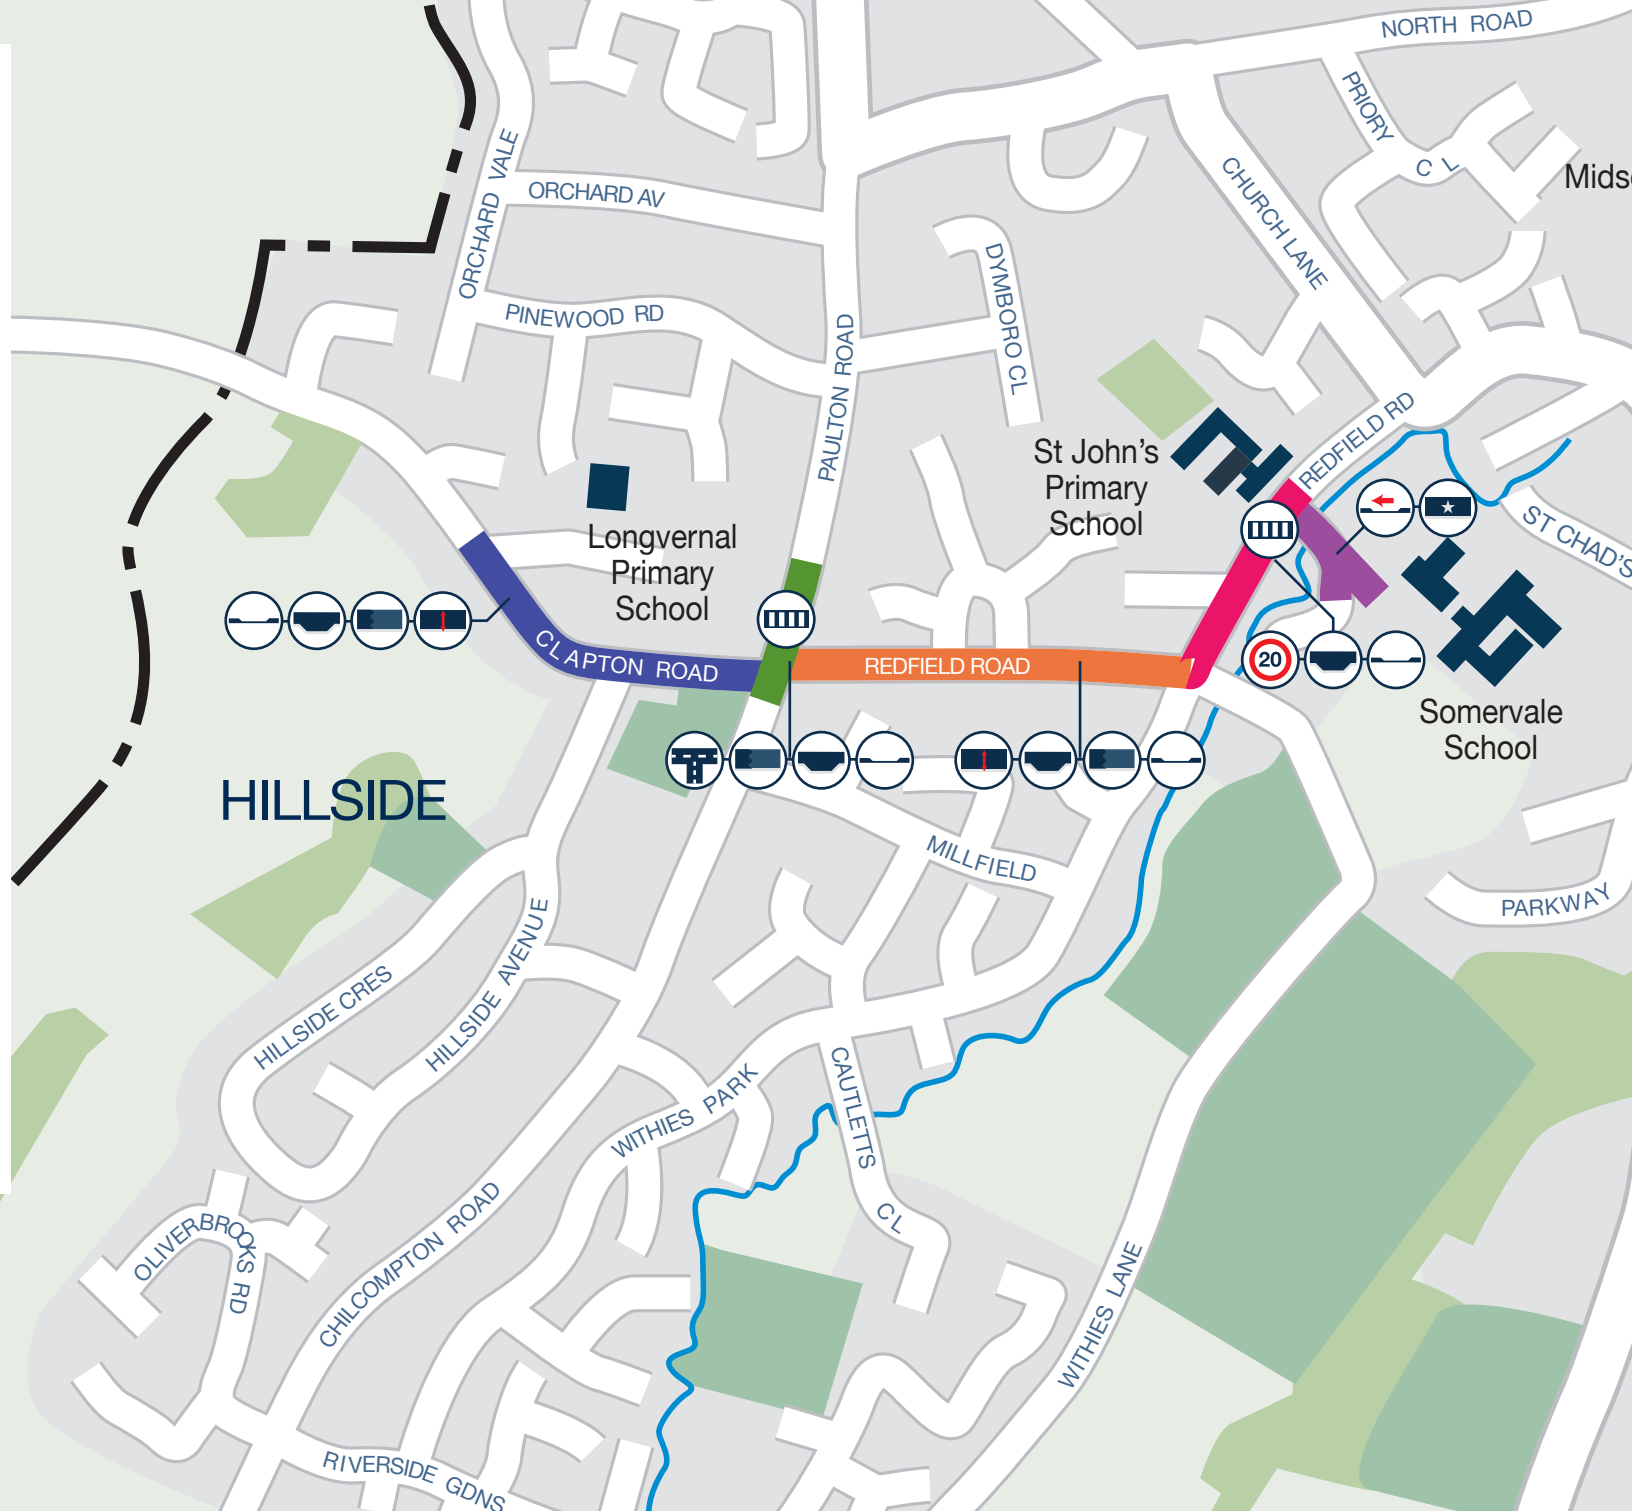 NORTH ROAD
PRIORY
CL
Mids
CHURCH LANE
ORCHARD VALE
ORCHARD AV
DYMBORO CL
PINEWOOD RD
PAULTON ROAD
REDFIELD RD
St John's
Primary
School
ST CHAD'S
Longvernal
Primary
School
CLAPTON ROAD
REDFIELD ROAD
20
Somervale
School
HILLSIDE
MILLFIELD
PARKWAY
HILLSIDE CRES
HILLSIDE AVENUE
WITHIES PARK
CAUTLETTS
CL
OLIVER BROOKS RD
CHILCOMPTON ROAD
WITHIES LANE
RIVERSIDE GDNS